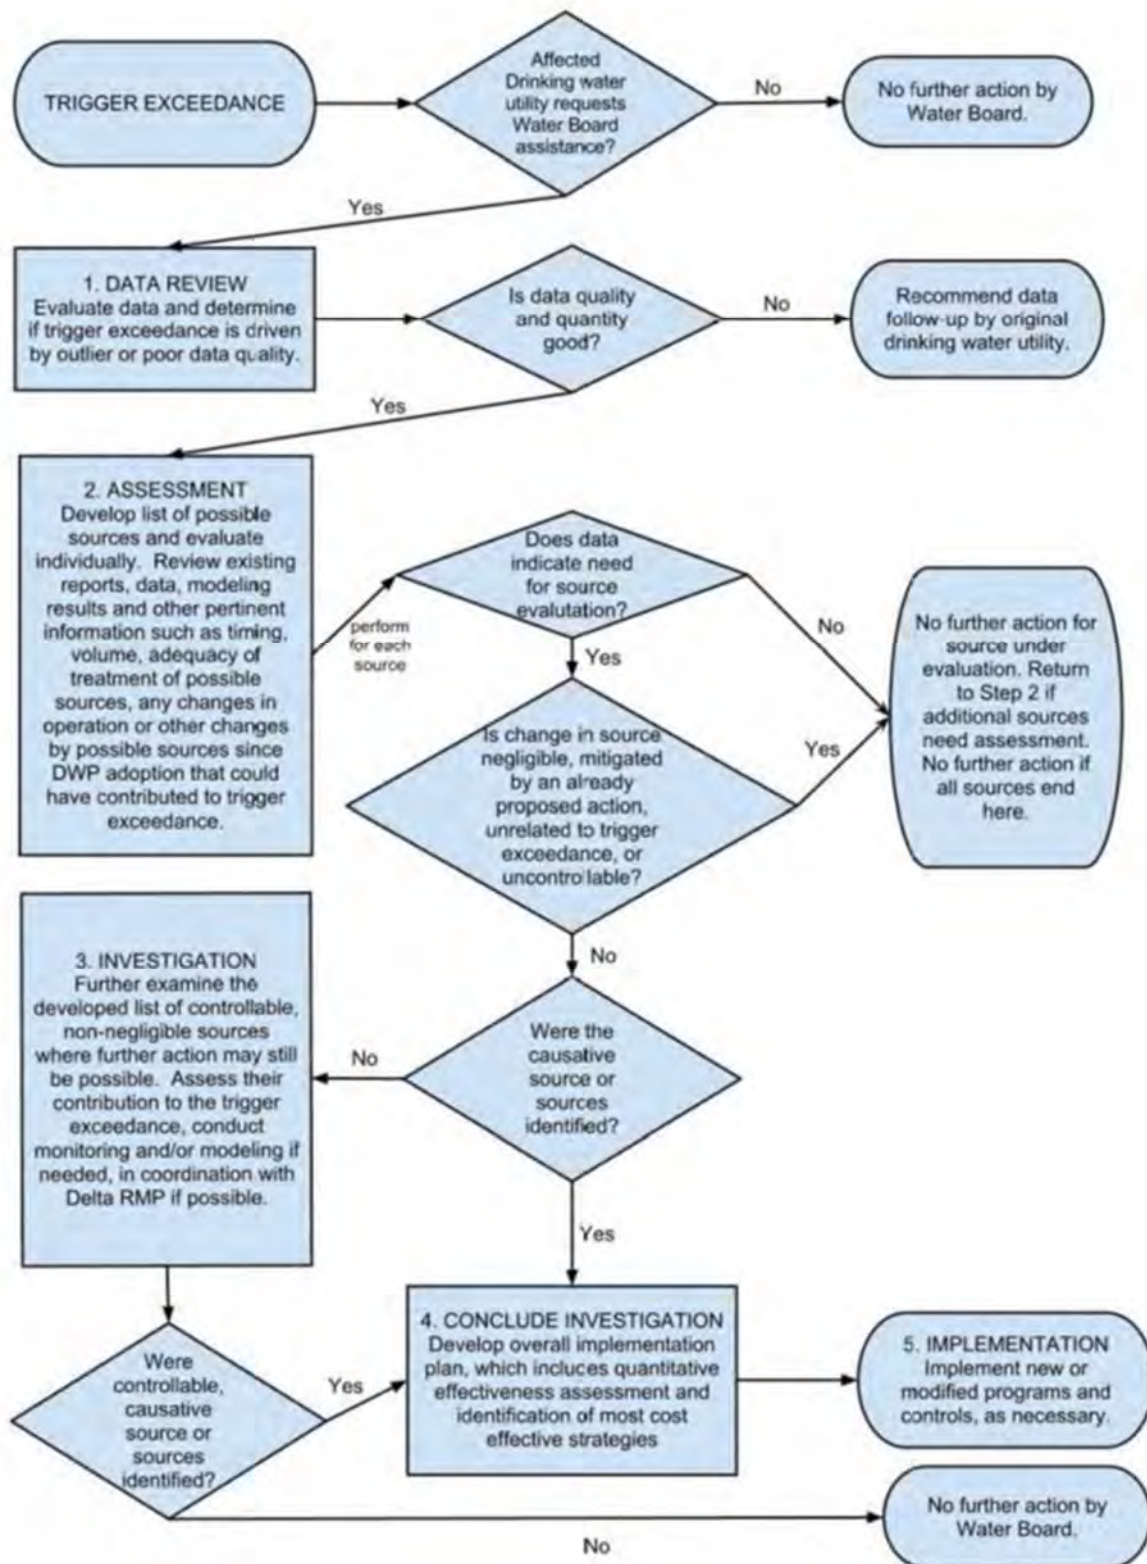 TRIGGER EXCEEDANCE
Affected
Drinking water
utility requests
Water Board
assistance?
No
No further action by
Water Board.
Yes
1. DATA REVIEW
Evaluate data and determine
if trigger exceedance is driven
by outlier or poor data quality.
Is data quality
and quantity
good?
No
Recommend data
follow-up by original
drinking water utility.
Yes
2. ASSESSMENT
Develop list of possible
sources and evaluate
individually. Review existing
reports, data, modeling
results and other pertinent
information such as timing,
volume, adequacy of
treatment of possible
sources, any changes in
operation or other changes
by possible sources since
DWP adoption that could
have contributed to trigger
exceedance.
perform
for each
source
Does data
indicate need
for source
evalutation?
No
Yes
No further action for
source under
evaluation. Return
to Step 2 if
additional sources
need assessment.
No further action if
all sources end
here.
Is change in source
negligible, mitigated
by an already
proposed action,
unrelated to trigger
exceedance, or
uncontrollable?
Yes
No
3. INVESTIGATION
Further examine the
developed list of controllable,
non-negligible sources
where further action may still
be possible. Assess their
contribution to the trigger
exceedance, conduct
monitoring and/or modeling if
needed, in coordination with
Delta RMP if possible.
No
Were the
causative
source or
sources
identified?
Yes
Were
controllable,
causative
source or
sources
identified?
Yes
4. CONCLUDE INVESTIGATION
Develop overall implementation
plan, which includes quantitative
effectiveness assessment and
identification of most cost
effective strategies
5. IMPLEMENTATION
Implement new or
modified programs and
controls, as necessary.
No
No further action by
Water Board.